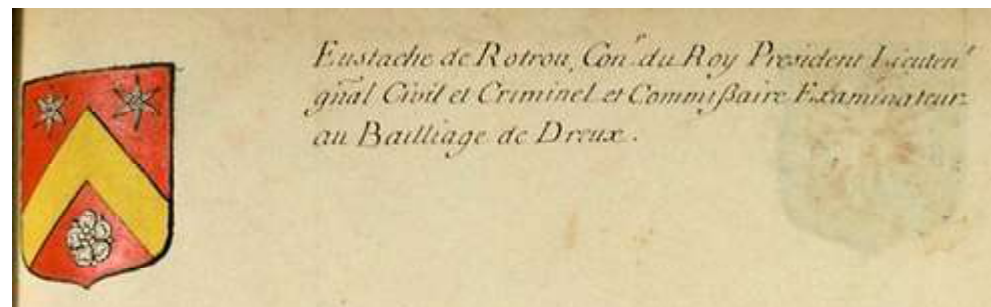 Eustache de Rotrou, Con.r du Roy President Lieuten.t
gñal Civil et Criminel et Commißaire Examinateur
au Bailliage de Dreux.